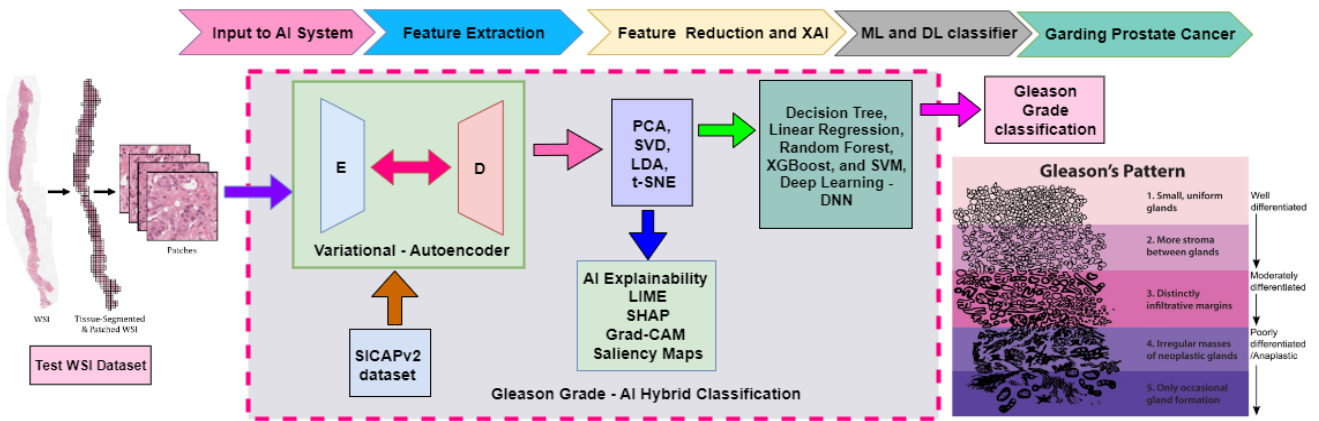 Input to AI System
Feature Extraction
Feature Reduction and XAI
ML and DL classifier
Garding Prostate Cancer
WSI
Tissue-Segmented
& Patched WSI
Patches
Test WSI Dataset
E
D
Variational - Autoencoder
SICAPv2
dataset
PCA,
SVD,
LDA,
t-SNE
AI Explainability
LIME
SHAP
Grad-CAM
Saliency Maps
Decision Tree,
Linear Regression,
Random Forest,
XGBoost, and SVM,
Deep Learning -
DNN
Gleason Grade - AI Hybrid Classification
Gleason
Grade
classification
Gleason's Pattern
1. Small, uniform
glands
2. More stroma
between glands
3. Distinctly
infiltrative margins
4. Irregular masses
of neoplastic glands
5. Only occasional
gland formation
Well
differentiated
Moderately
differentiated
Poorly
differentiated
/Anaplastic